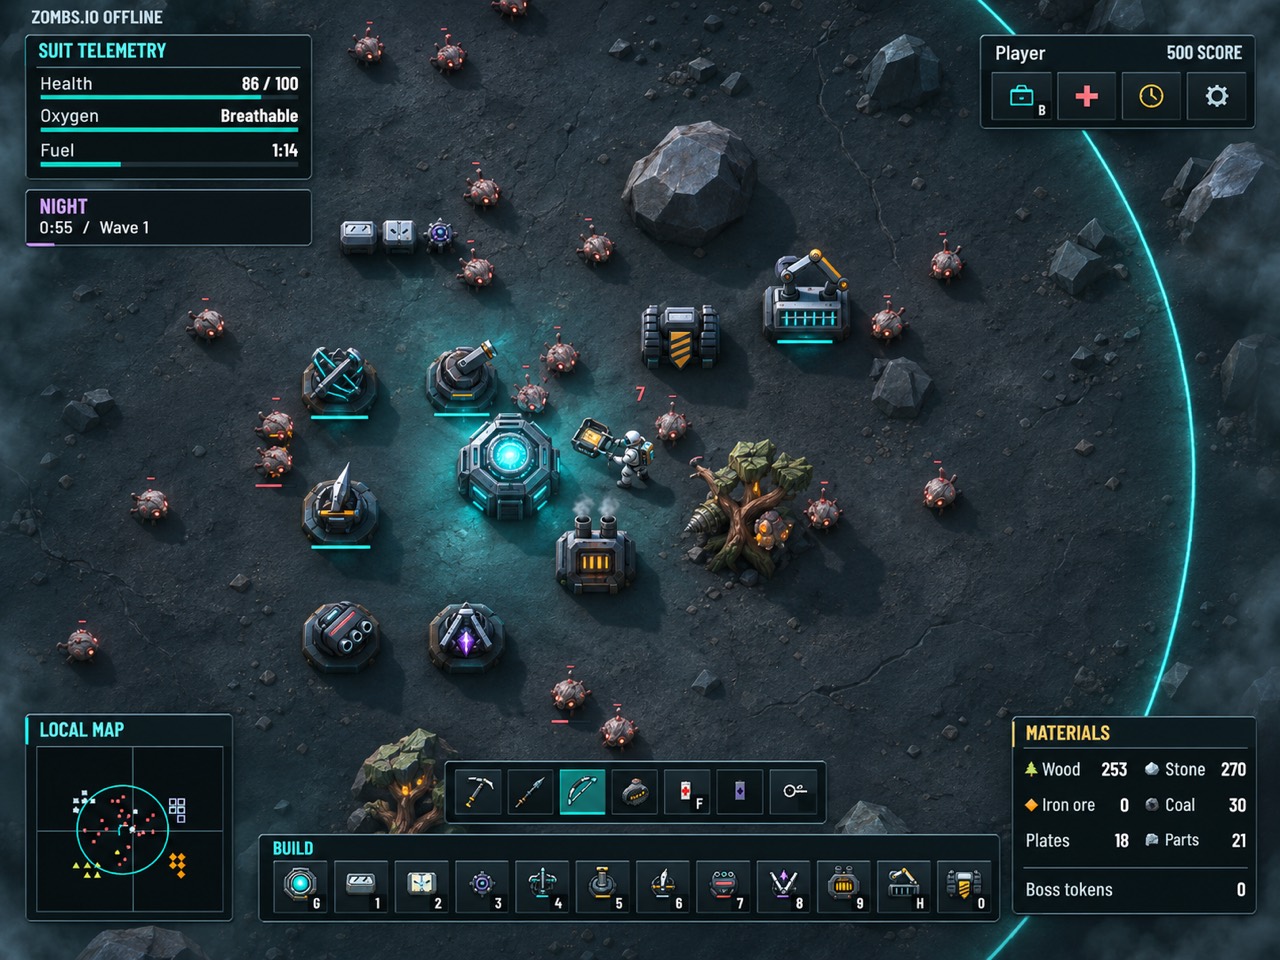 ZOMBS.IO OFFLINE
SUIT TELEMETRY
Health 86 / 100
Oxygen Breathable
Fuel 1:14
NIGHT
0:55 / Wave 1
Player 500 SCORE
B
7
LOCAL MAP
F
BUILD
G 1 2 3 4 5 6 7 8 9 H 0
MATERIALS
Wood 253 Stone 270
Iron ore 0 Coal 30
Plates 18 Parts 21
Boss tokens 0